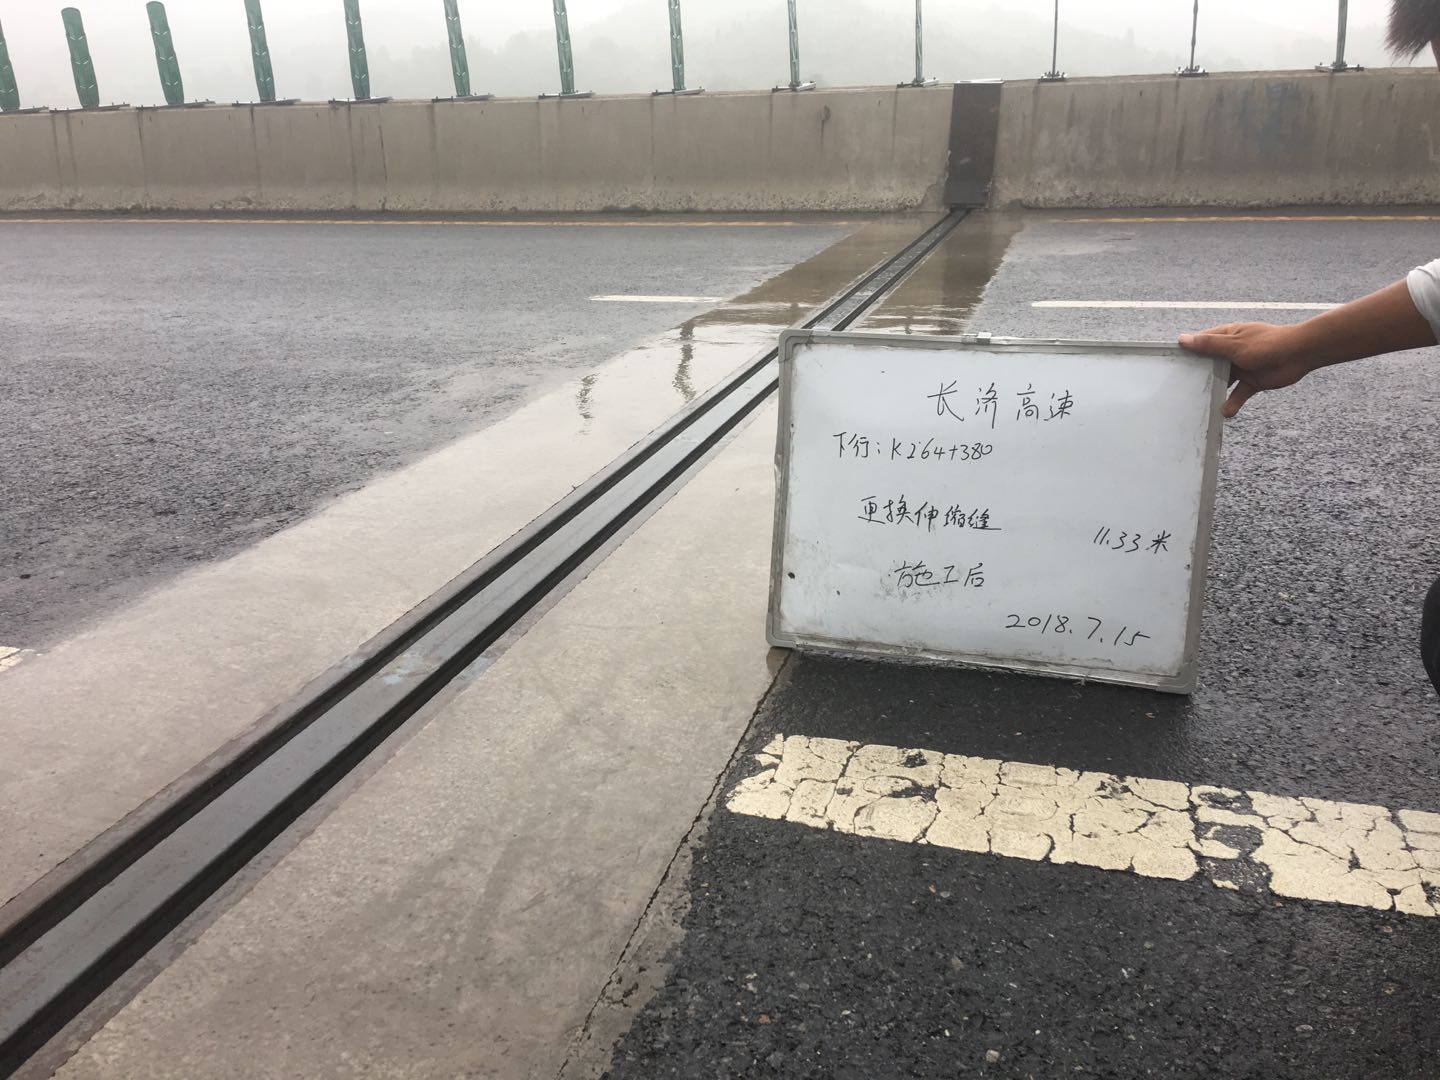 长济高速
下行：K264+380
更换伸缩缝
11.33米
施工后
2018.7.15